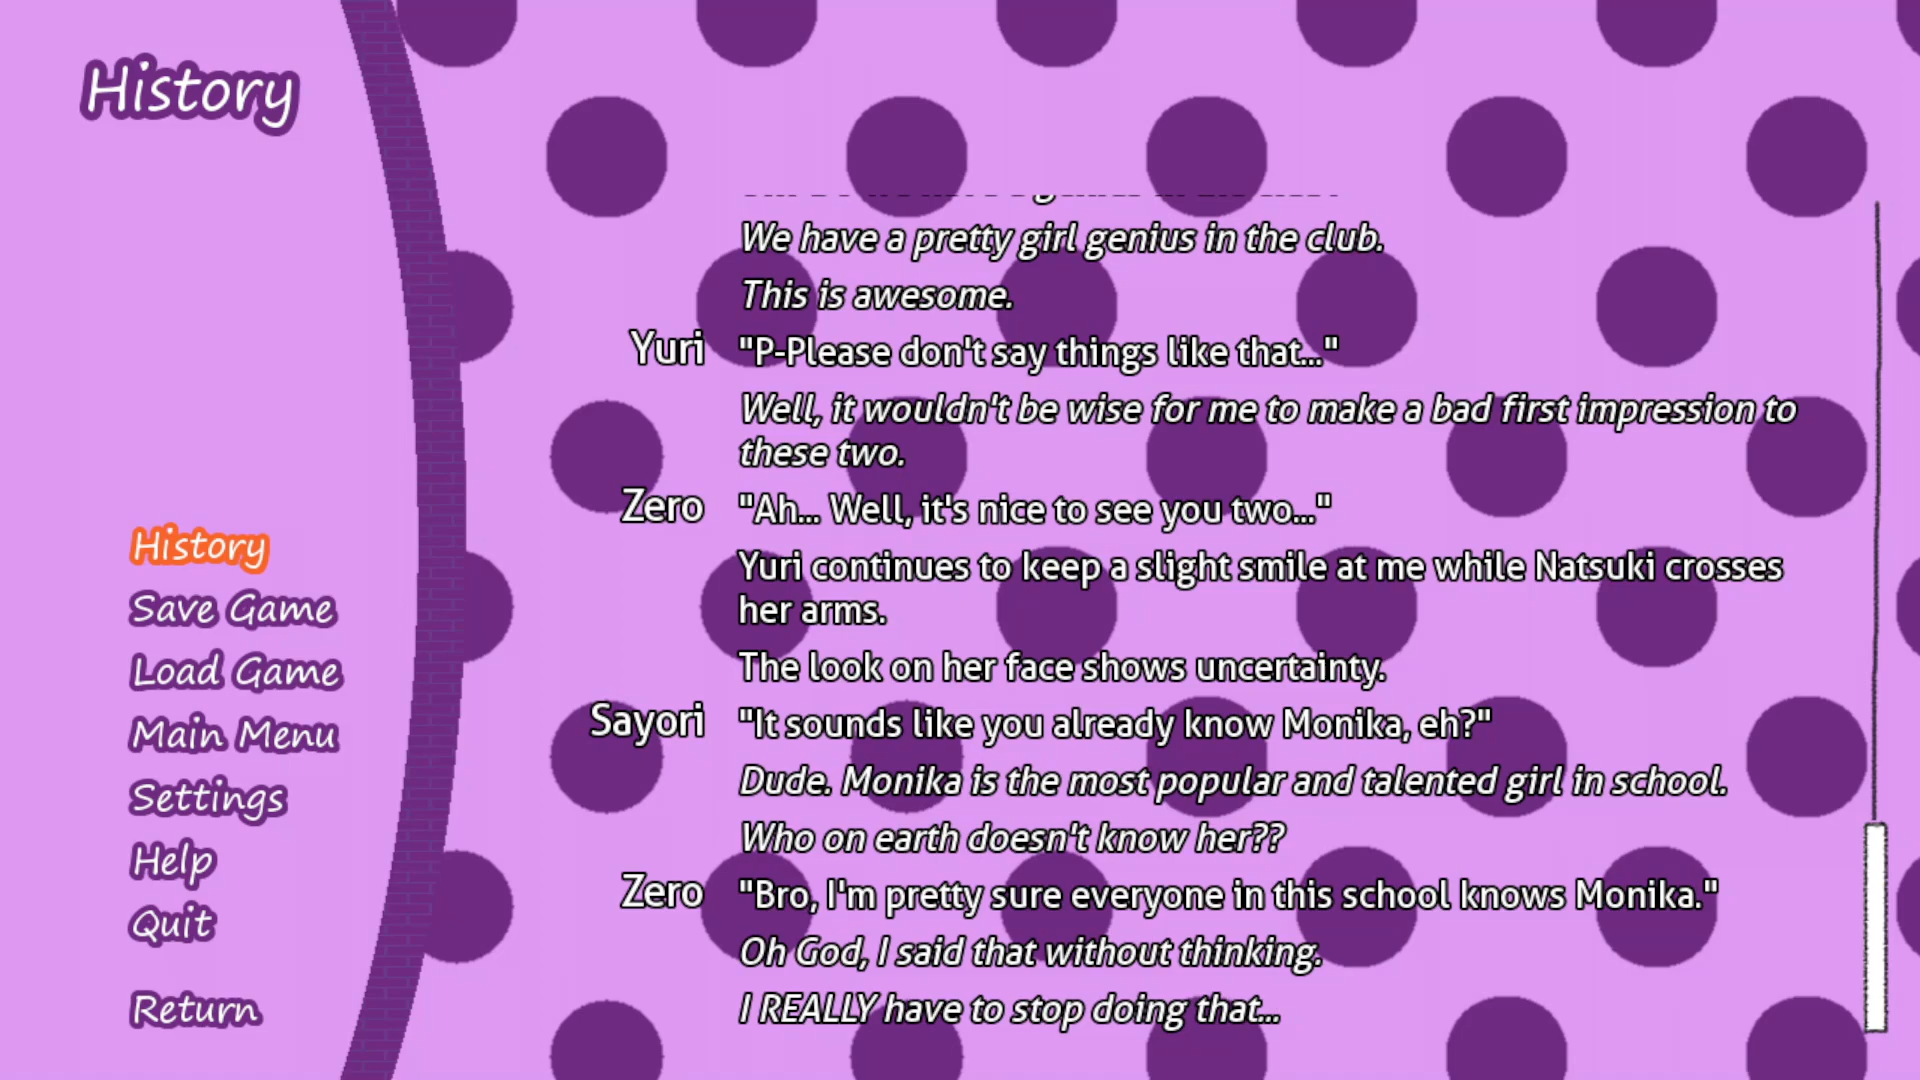 History
We have a pretty girl genius in the club.
This is awesome.
Yuri "P-Please don't say things like that..."
Well, it wouldn't be wise for me to make a bad first impression to
these two.
Zero "Ah... Well, it's nice to see you two..."
Yuri continues to keep a slight smile at me while Natsuki crosses
her arms.
The look on her face shows uncertainty.
Sayori "It sounds like you already know Monika, eh?"
Dude. Monika is the most popular and talented girl in school.
Who on earth doesn't know her??
Zero "Bro, I'm pretty sure everyone in this school knows Monika."
Oh God, I said that without thinking.
I REALLY have to stop doing that...
History
Save Game
Load Game
Main Menu
Settings
Help
Quit
Return